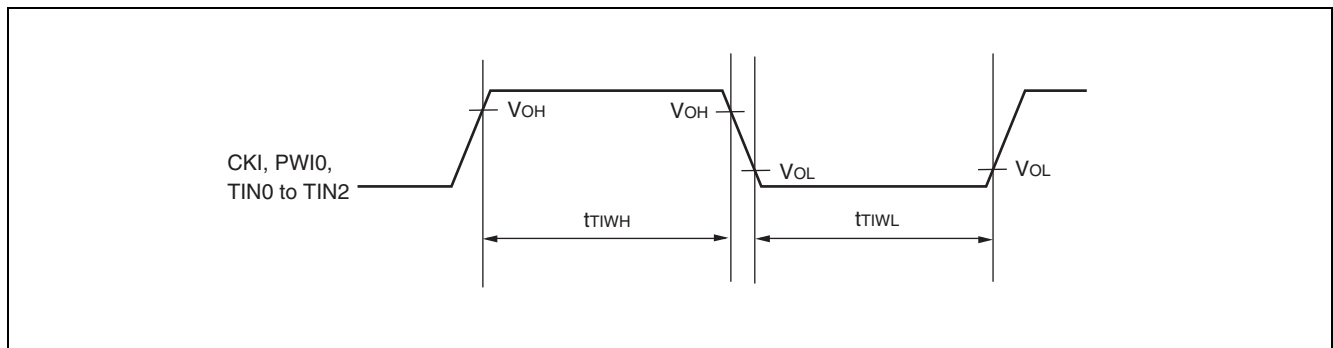 VOH
VOH
CKI, PWI0,
TIN0 to TIN2
VOL
VOL
tTIWH
tTIWL